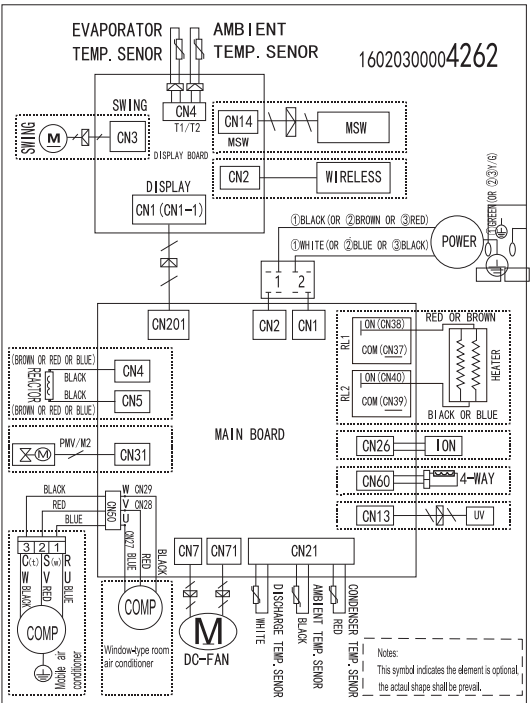 EVAPORATOR
TEMP. SENOR
AMBIENT
TEMP. SENOR
16020300004262
CN4
T1/T2
SWING
SWING
M
CN3
DISPLAY BOARD
CN14
MSW
MSW
CN2
WIRELESS
DISPLAY
CN1 (CN1-1)
①BLACK(OR ②BROWN OR ③RED)
①WHITE(OR ②BLUE OR ③BLACK)
POWER
①GREEN(OR ②③Y/G)
1 2
CN201
CN2
CN1
(BROWN OR RED OR BLUE)
REACTOR
BLACK
BLACK
(BROWN OR RED OR BLUE)
CN4
CN5
RL1
ON (CN38)
COM (CN37)
RL2
ON (CN40)
COM (CN39)
RED OR BROWN
HEATER
BLACK OR BLUE
MAIN BOARD
M
PMV/M2
CN31
CN26
ION
CN60
4-WAY
CN13
UV
BLACK
RED
BLUE
CN50
W CN29
V CN28
U
CN27
BLUE
RED
BLACK
3 2 1
C(t) S(w) R
W V U
BLACK
RED
BLUE
COMP
Mobile air
conditioner
COMP
Window-type room
air conditioner
CN7
CN71
M
DC-FAN
CN21
WHITE
DISCHARGE TEMP. SENOR
BLACK
AMBIENT TEMP. SENOR
RED
CONDENSER TEMP. SENOR
Notes:
This symbol indicates the element is optional,
the actaul shape shall be prevail.